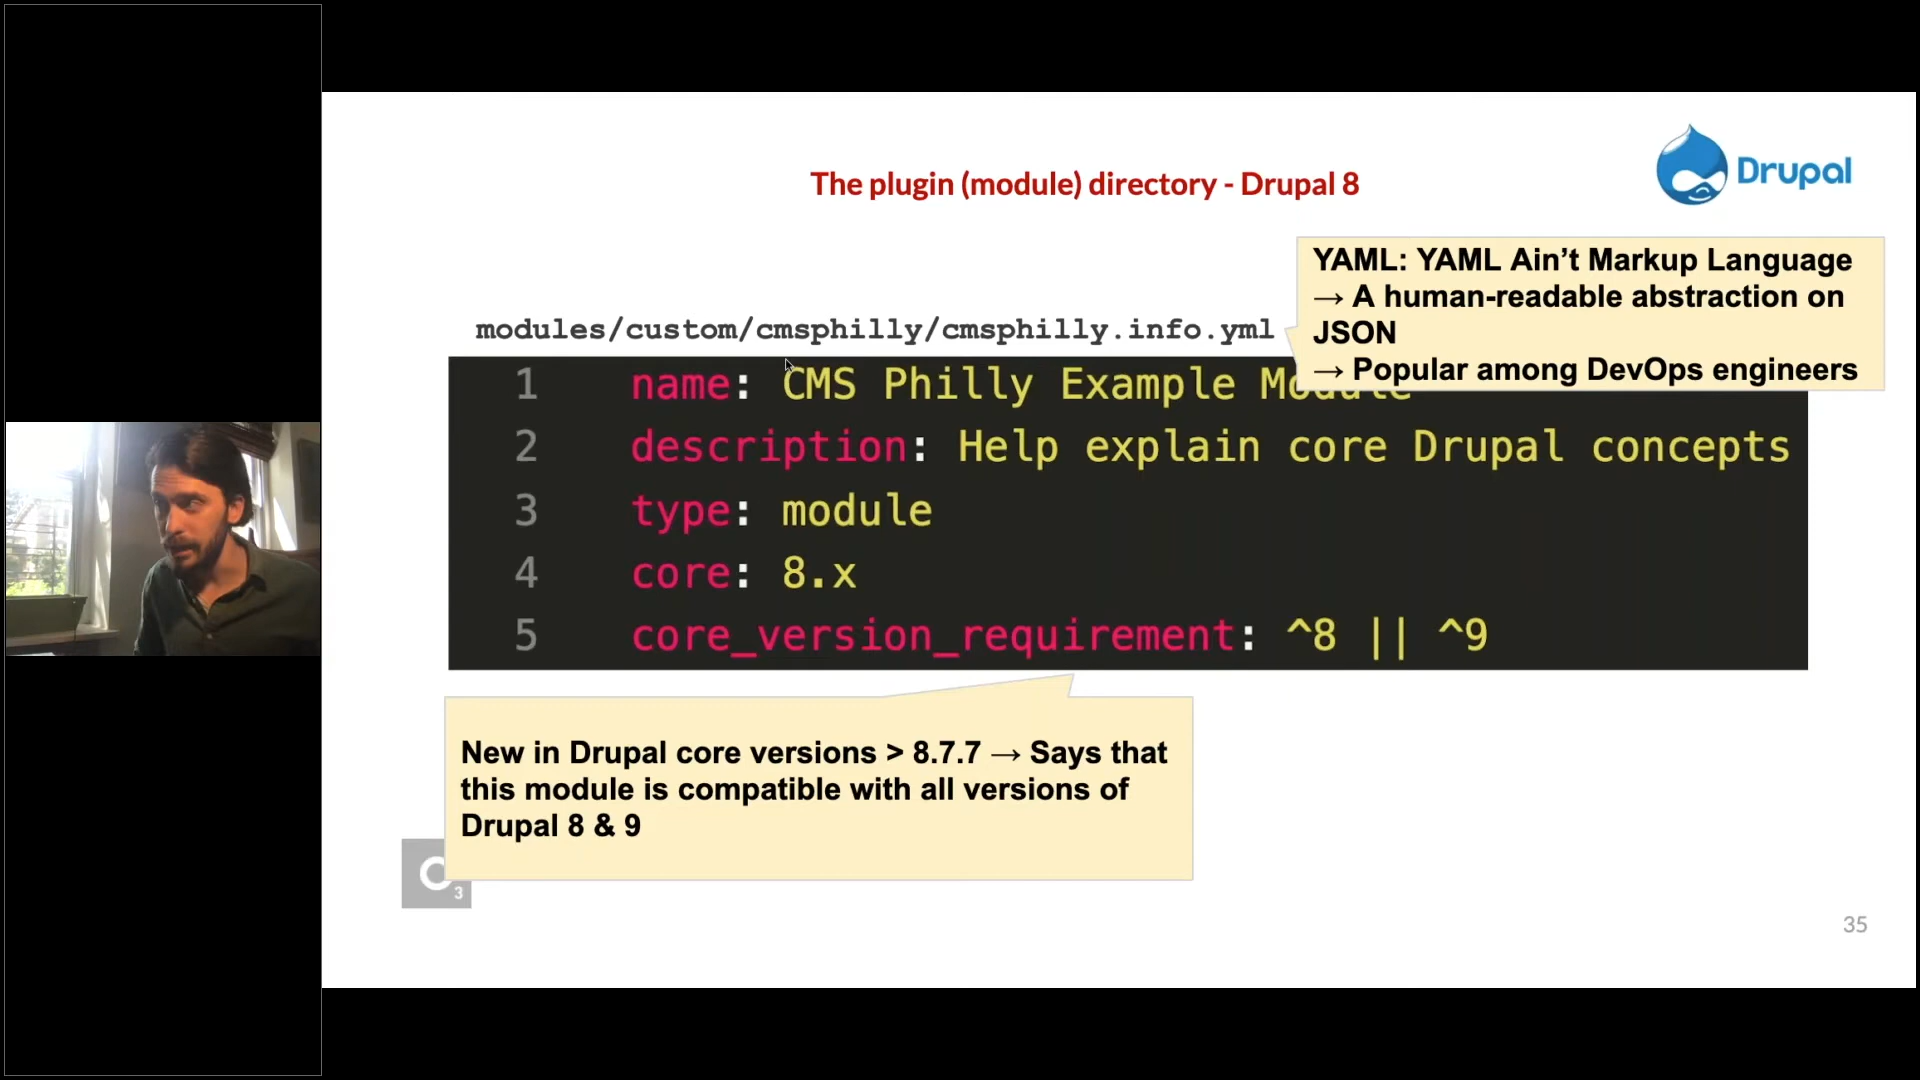 The plugin (module) directory - Drupal 8
Drupal
YAML: YAML Ain’t Markup Language
→ A human-readable abstraction on
JSON
→ Popular among DevOps engineers
modules/custom/cmsphilly/cmsphilly.info.yml
1 name: CMS Philly Example Module
2 description: Help explain core Drupal concepts
3 type: module
4 core: 8.x
5 core_version_requirement: ^8 || ^9
New in Drupal core versions > 8.7.7 → Says that
this module is compatible with all versions of
Drupal 8 & 9
O3
35